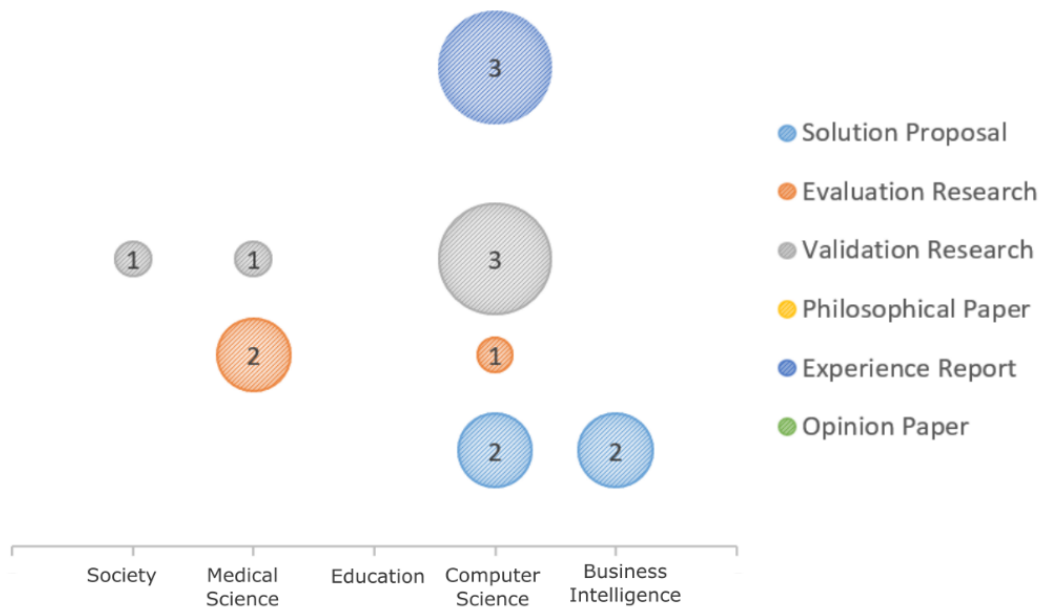 3
1
1
3
2
1
2
2
Solution Proposal
Evaluation Research
Validation Research
Philosophical Paper
Experience Report
Opinion Paper
Society
Medical
Science
Education
Computer
Science
Business
Intelligence